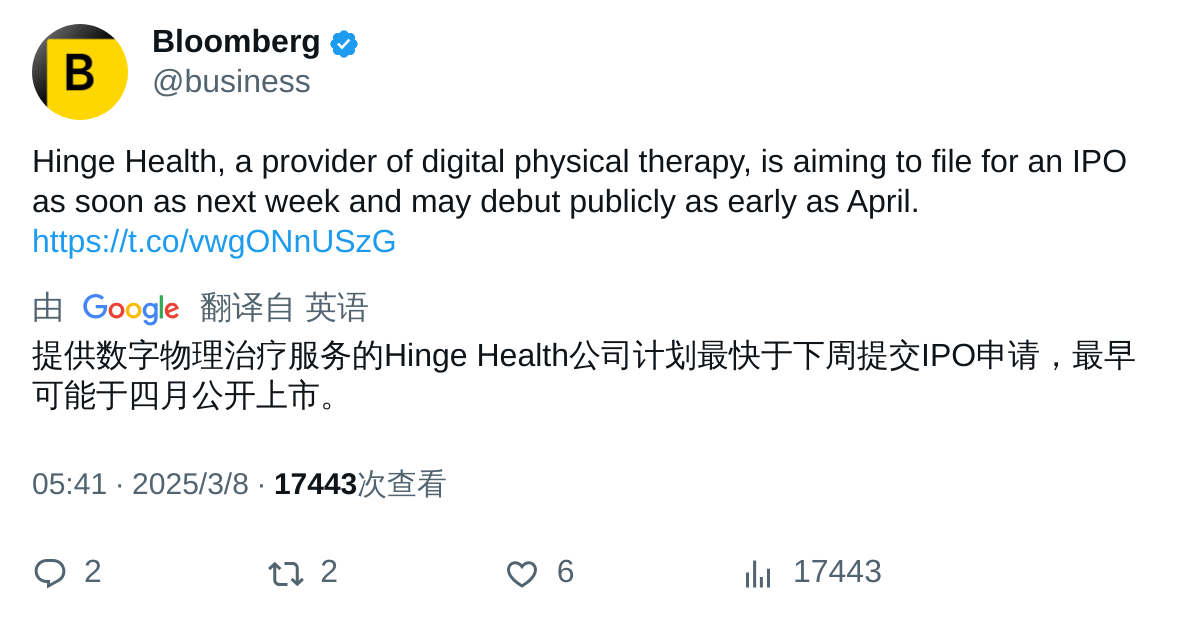 B
Bloomberg
@business
Hinge Health, a provider of digital physical therapy, is aiming to file for an IPO
as soon as next week and may debut publicly as early as April.
https://t.co/vwgONnUSzG
由 Google 翻译自 英语
提供数字物理治疗服务的Hinge Health公司计划最快于下周提交IPO申请，最早
可能于四月公开上市。
05:41 · 2025/3/8 · 17443次查看
2 2 6 17443